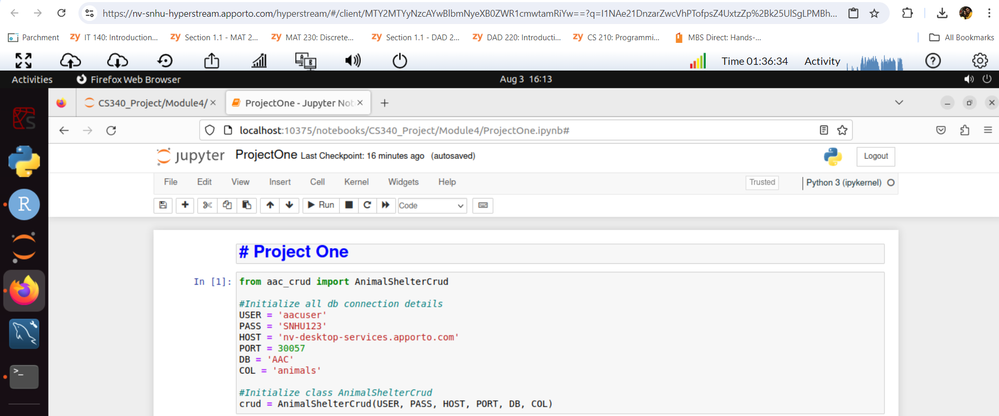 https://nv-snhu-hyperstream.apporto.com/hyperstream/#/client/MTY2MTYyNzcAYwBlbmNyeXB0ZWR1cmwtamRiYw==?q=I1NAe21DnzarZwcVhPTofpsZ4UxtzZp%2Bk25UlSgLPMBh...
Parchment zy IT 140: Introduction... zy Section 1.1 - MAT 2... zy MAT 230: Discrete... zy Section 1.1 - DAD 2... zy DAD 220: Introducti... zy CS 210: Programmi... MBS Direct: Hands-... All Bookmarks
A B Time 01:36:34 Activity ?
Activities Firefox Web Browser Aug 3 16:13
CS340_Project/Module4/ ProjectOne - Jupyter Not
localhost:10375/notebooks/CS340_Project/Module4/ProjectOne.ipynb#
jupyter ProjectOne Last Checkpoint: 16 minutes ago (autosaved) Logout
File Edit View Insert Cell Kernel Widgets Help Trusted Python 3 (ipykernel)
R
Run Code
# Project One
In [1]: from aac_crud import AnimalShelterCrud
#Initialize all db connection details
USER = 'aacuser'
PASS = 'SNHU123'
HOST = 'nv-desktop-services.apporto.com'
PORT = 30057
DB = 'AAC'
COL = 'animals'
#Initialize class AnimalShelterCrud
crud = AnimalShelterCrud(USER, PASS, HOST, PORT, DB, COL)